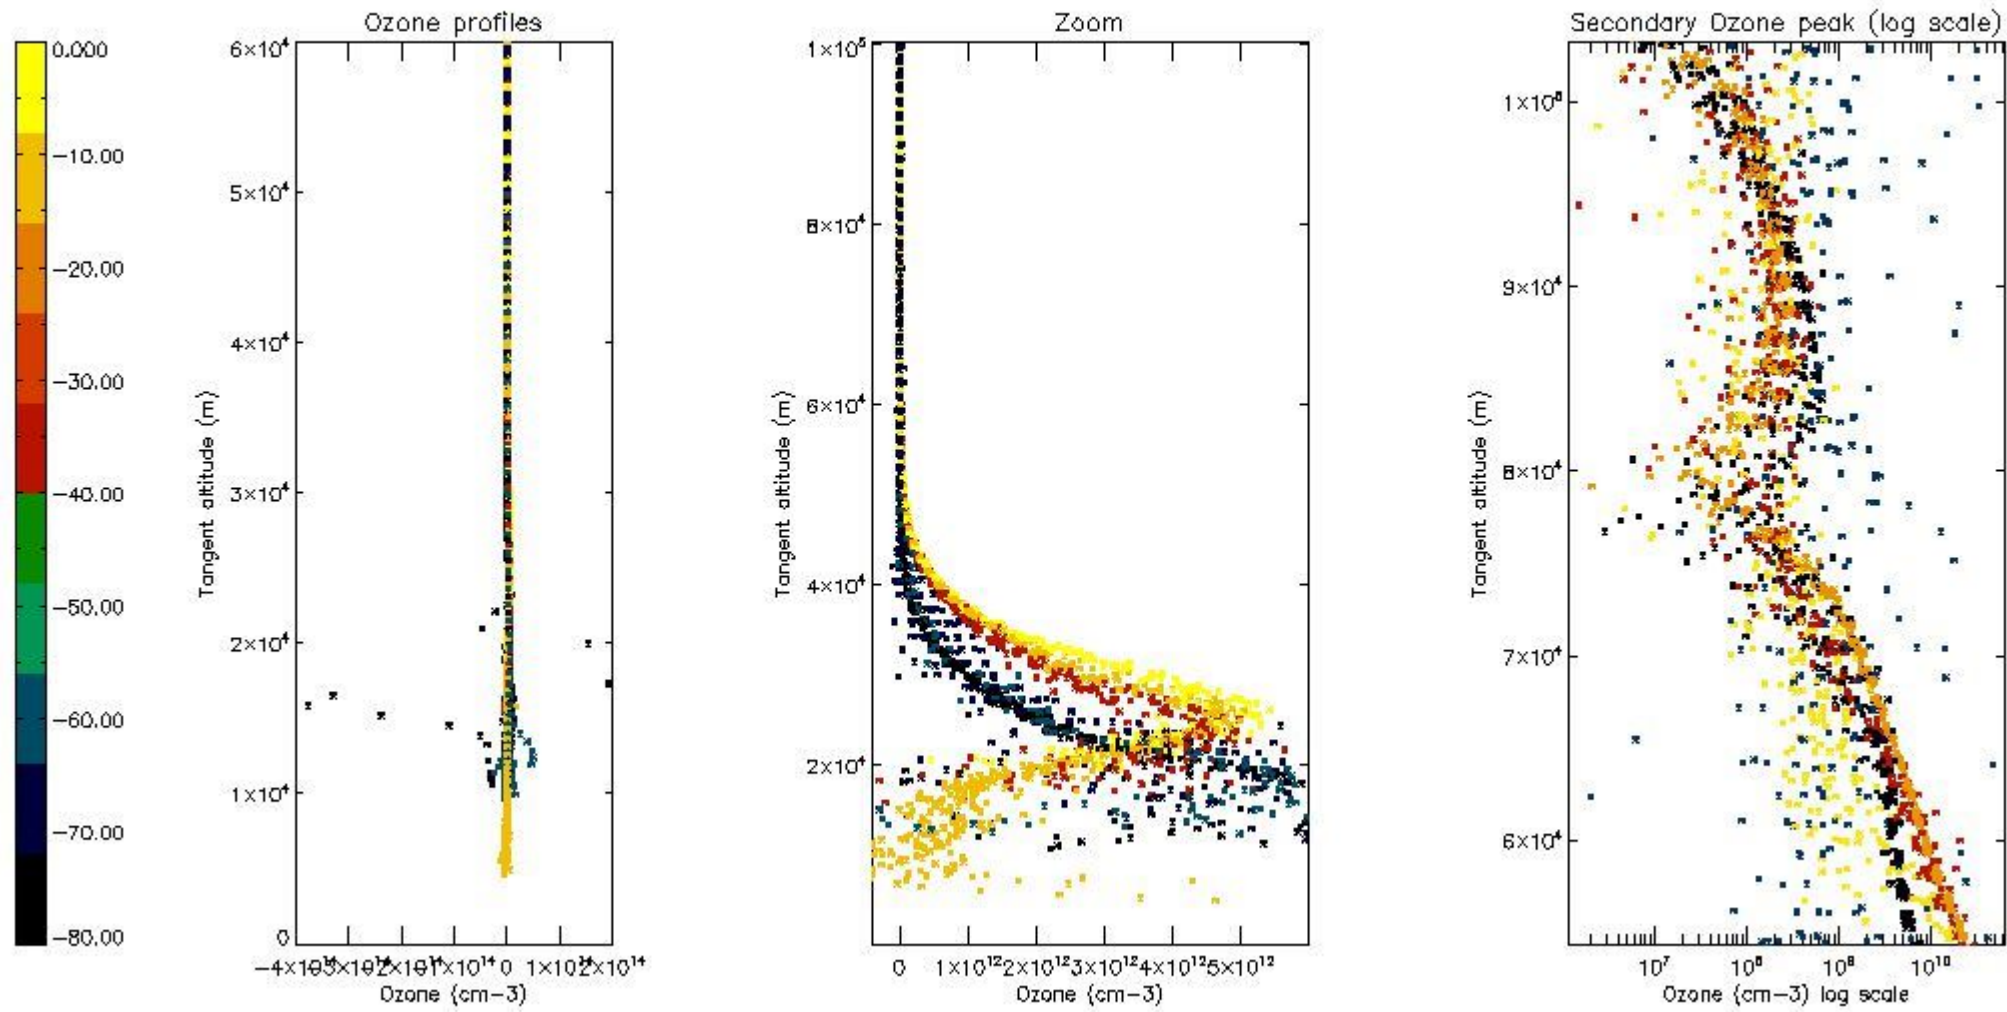 Ozone profiles
Zoom
Secondary Ozone peak (log scale)
0.000
-10.00
-20.00
-30.00
-40.00
-50.00
-60.00
-70.00
-80.00
6×10⁴
5×10⁴
4×10⁴
3×10⁴
2×10⁴
1×10⁴
0
Tangent altitude (m)
0 1×10 2×10¹⁴
Ozone (cm-3)
1×10⁵
8×10⁴
6×10⁴
4×10⁴
2×10⁴
Tangent altitude (m)
0 1×10¹² 2×10¹² 3×10¹² 4×10¹² 5×10¹²
Ozone (cm-3)
1×10⁵
9×10⁴
8×10⁴
7×10⁴
6×10⁴
Tangent altitude (m)
10⁷ 10⁸ 10⁹ 10¹⁰
Ozone (cm-3) log scale